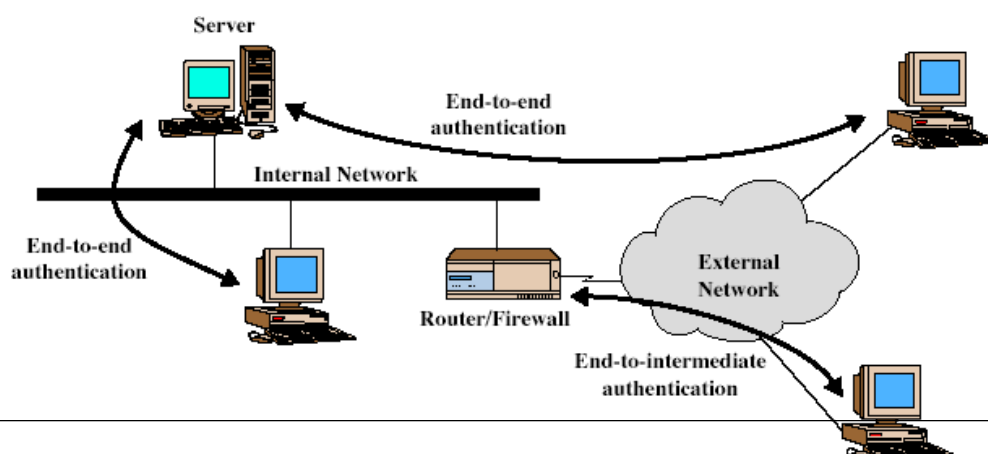 Server
End-to-end
authentication
Internal Network
End-to-end
authentication
External
Network
Router/Firewall
End-to-intermediate
authentication